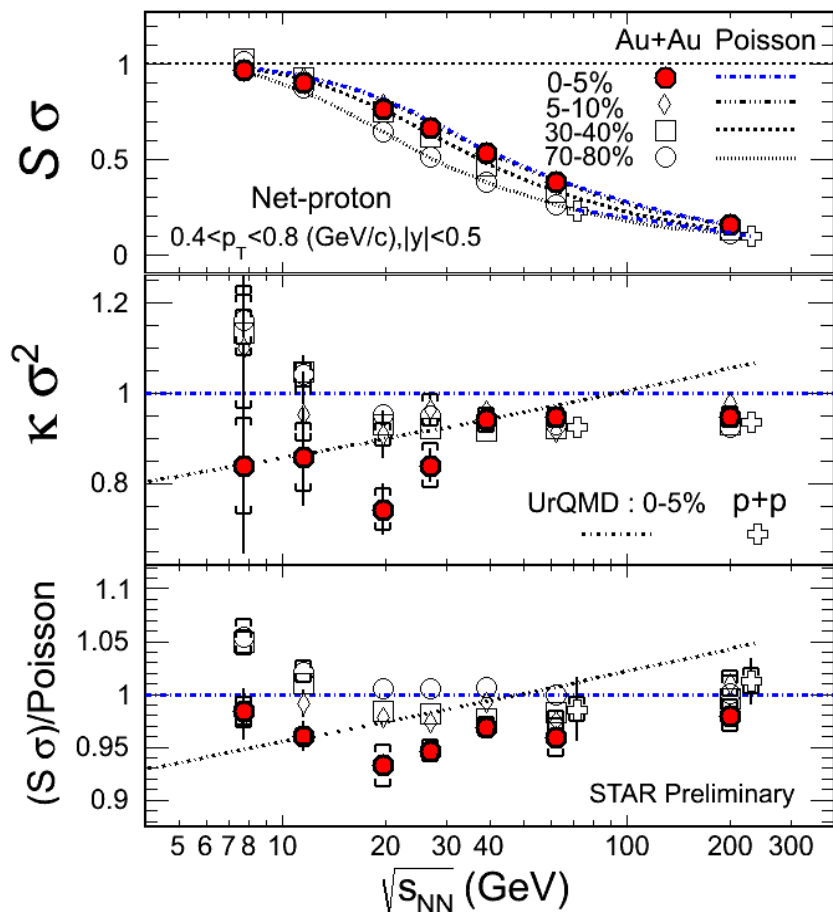 S σ
1
0.5
0
Au+Au Poisson
0-5%
5-10%
30-40%
70-80%
Net-proton
0.4<p_T<0.8 (GeV/c),|y|<0.5
κ σ²
1.2
1
0.8
UrQMD : 0-5% p+p
(S σ)/Poisson
1.1
1.05
1
0.95
0.9
STAR Preliminary
5 6 7 8 10 20 30 40 100 200 300
√s_NN (GeV)